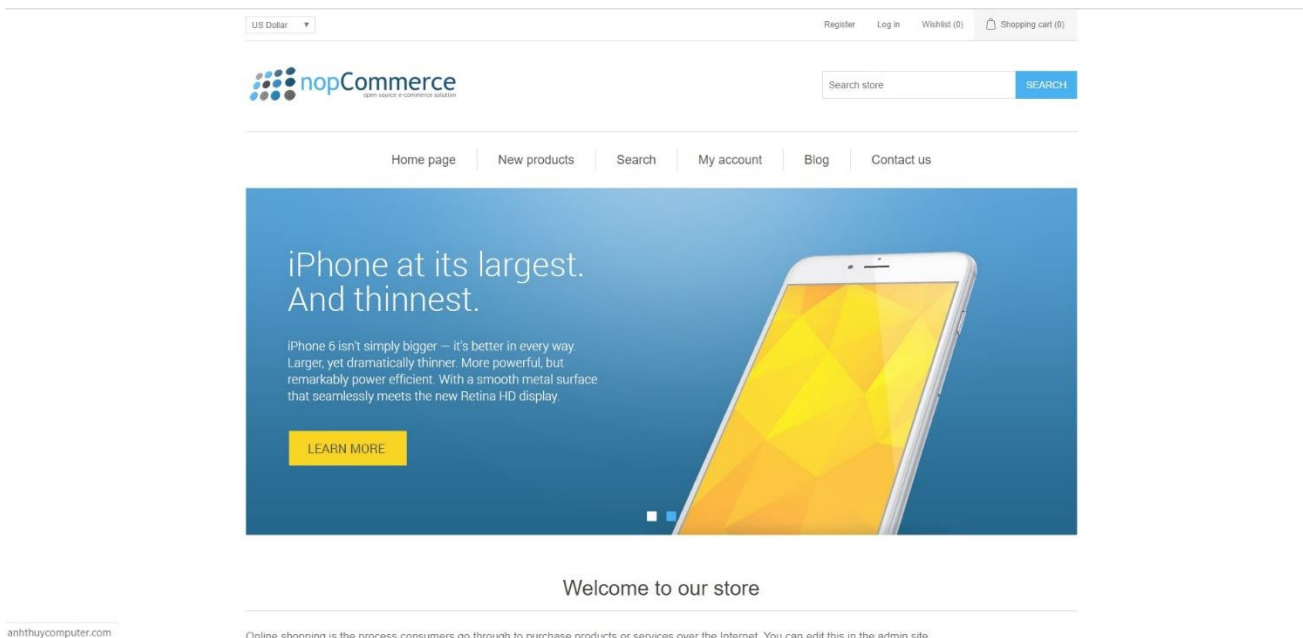 US Dollar
Register Log in Wishlist (0) Shopping cart (0)
nopCommerce
open source e-commerce solution
Search store SEARCH
Home page New products Search My account Blog Contact us
iPhone at its largest.
And thinnest.
iPhone 6 isn't simply bigger — it's better in every way.
Larger, yet dramatically thinner. More powerful, but
remarkably power efficient. With a smooth metal surface
that seamlessly meets the new Retina HD display.
LEARN MORE
Welcome to our store
Online shopping is the process consumers go through to purchase products or services over the Internet. You can edit this in the admin site.
anhthuycomputer.com